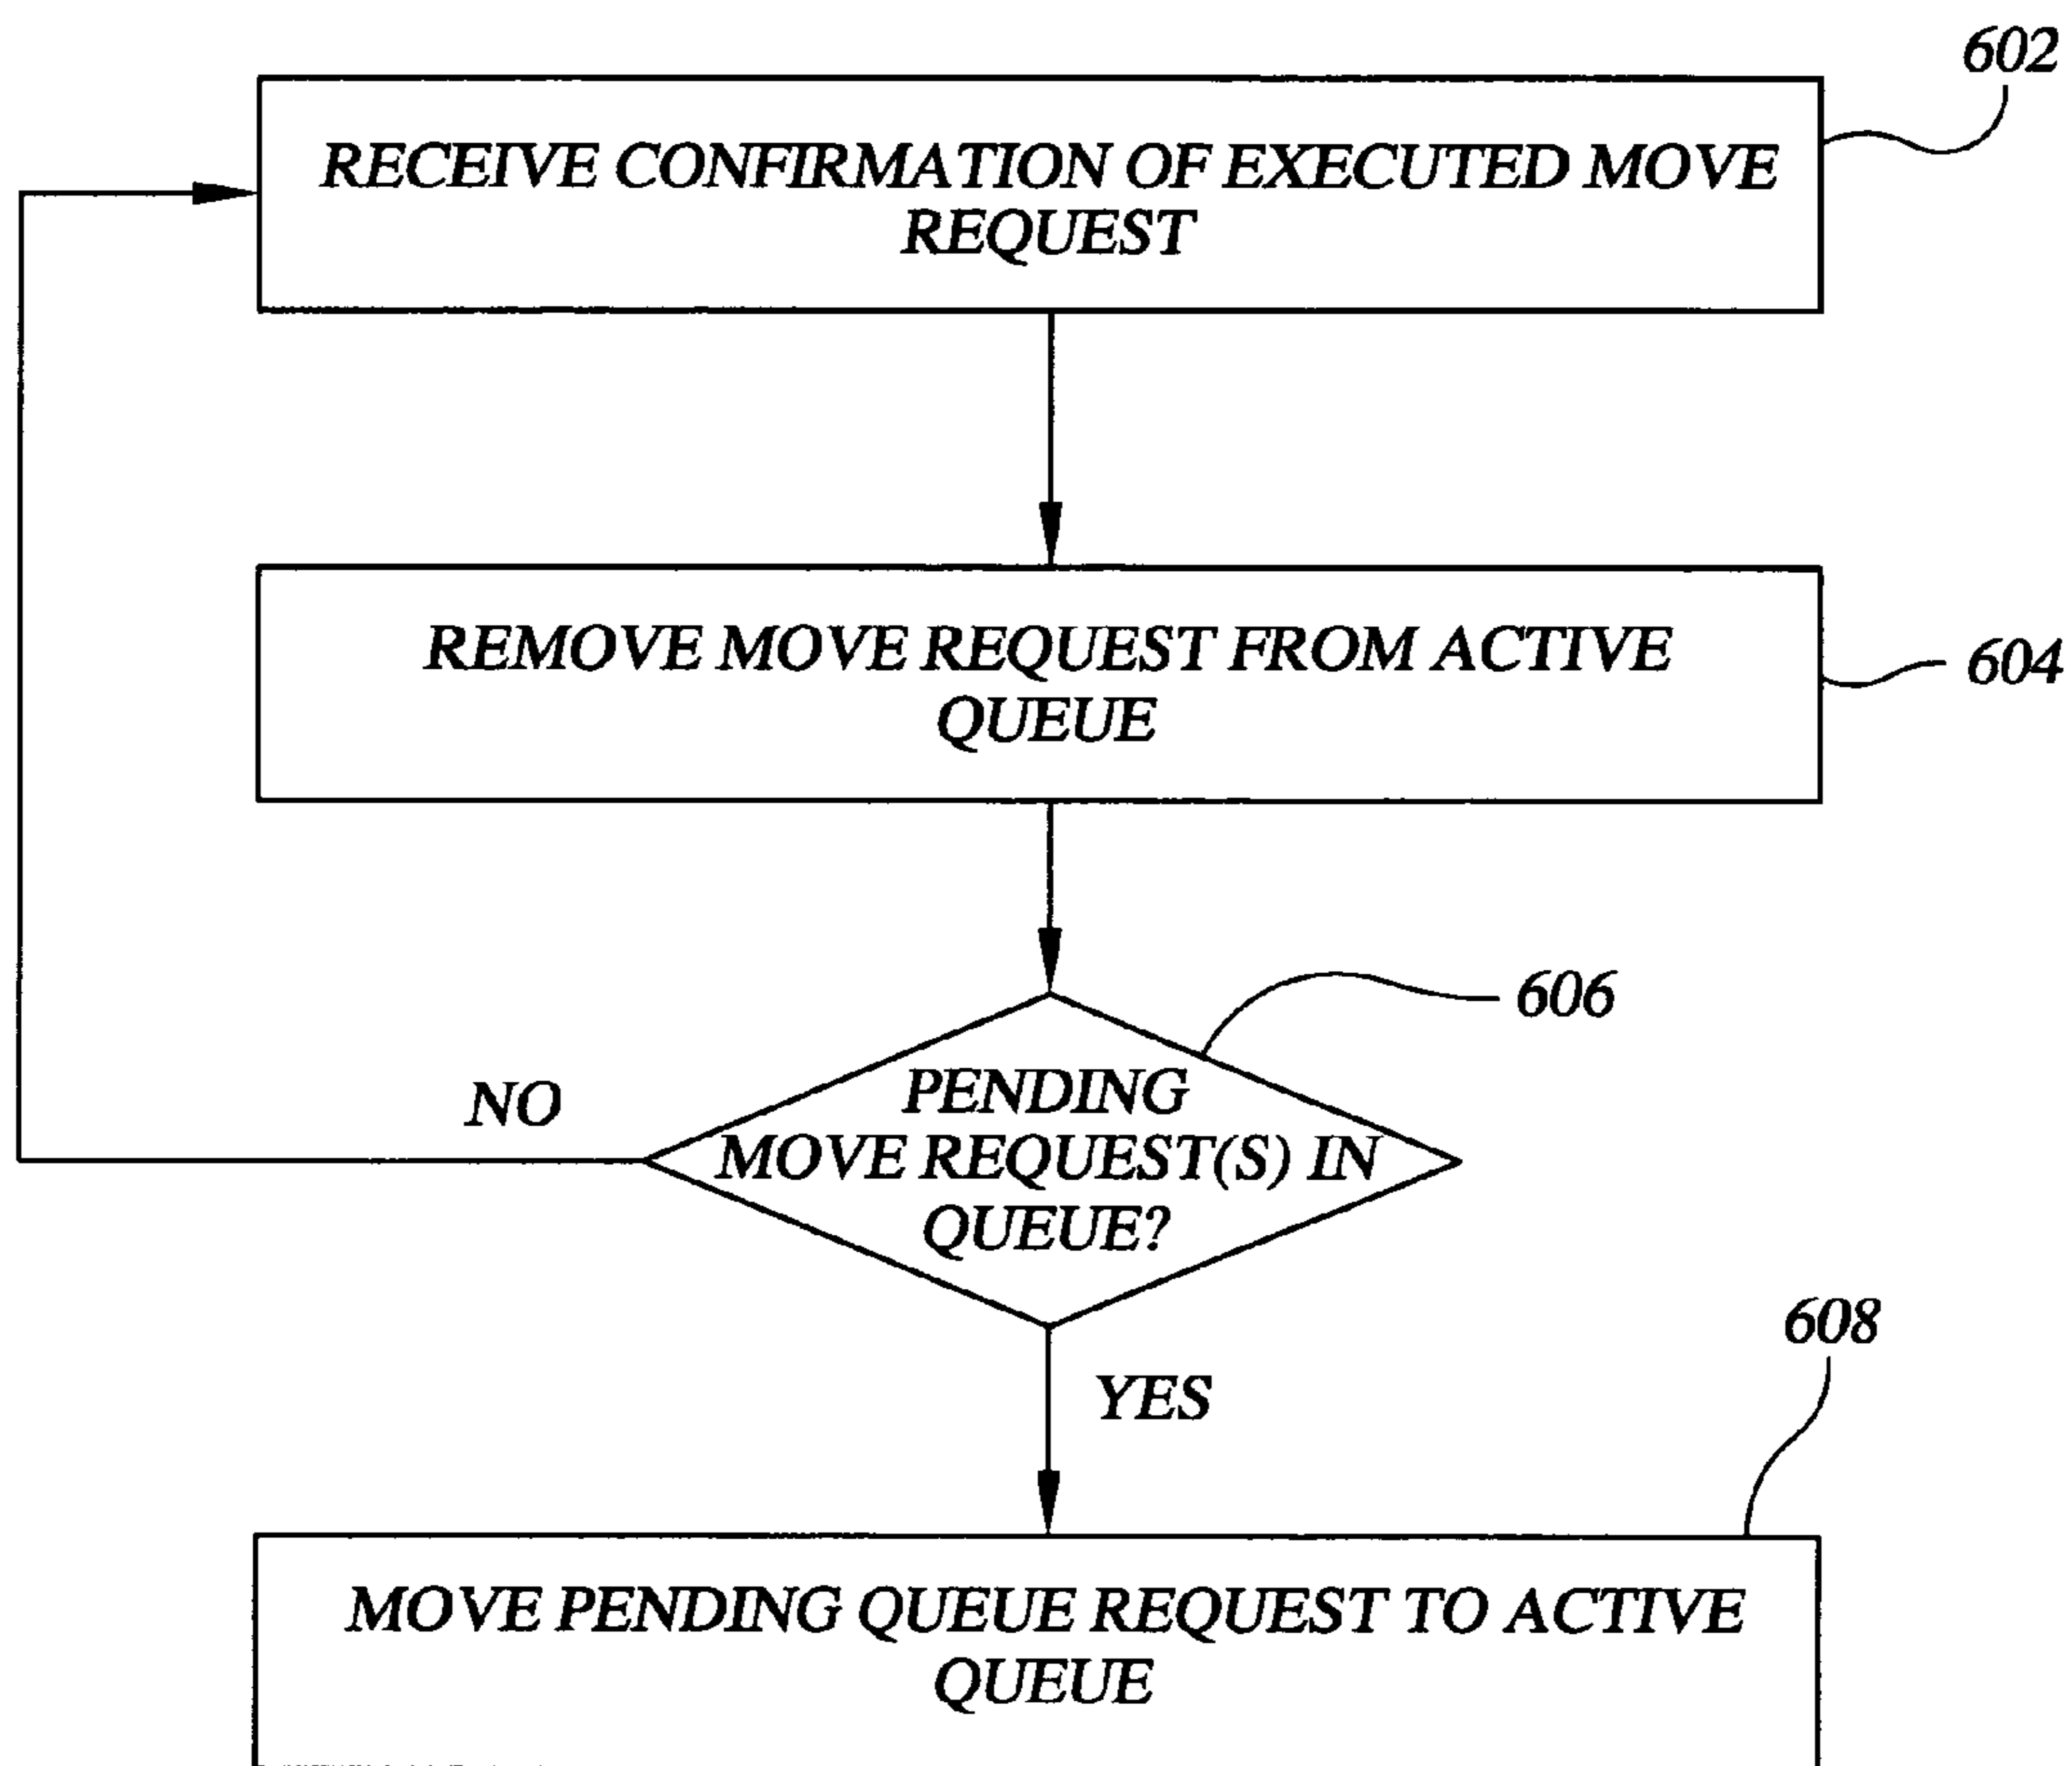 602
RECEIVE CONFIRMATION OF EXECUTED MOVE
REQUEST
REMOVE MOVE REQUEST FROM ACTIVE
QUEUE
604
606
PENDING
MOVE REQUEST(S) IN
QUEUE?
NO
YES
608
MOVE PENDING QUEUE REQUEST TO ACTIVE
QUEUE